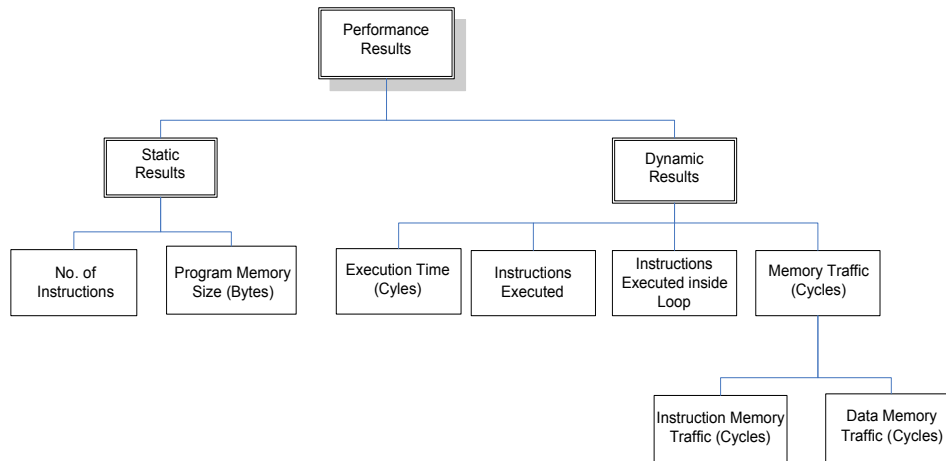 Performance
Results
Static
Results
Dynamic
Results
No. of
Instructions
Program Memory
Size (Bytes)
Execution Time
(Cyles)
Instructions
Executed
Instructions
Executed inside
Loop
Memory Traffic
(Cycles)
Instruction Memory
Traffic (Cycles)
Data Memory
Traffic (Cycles)